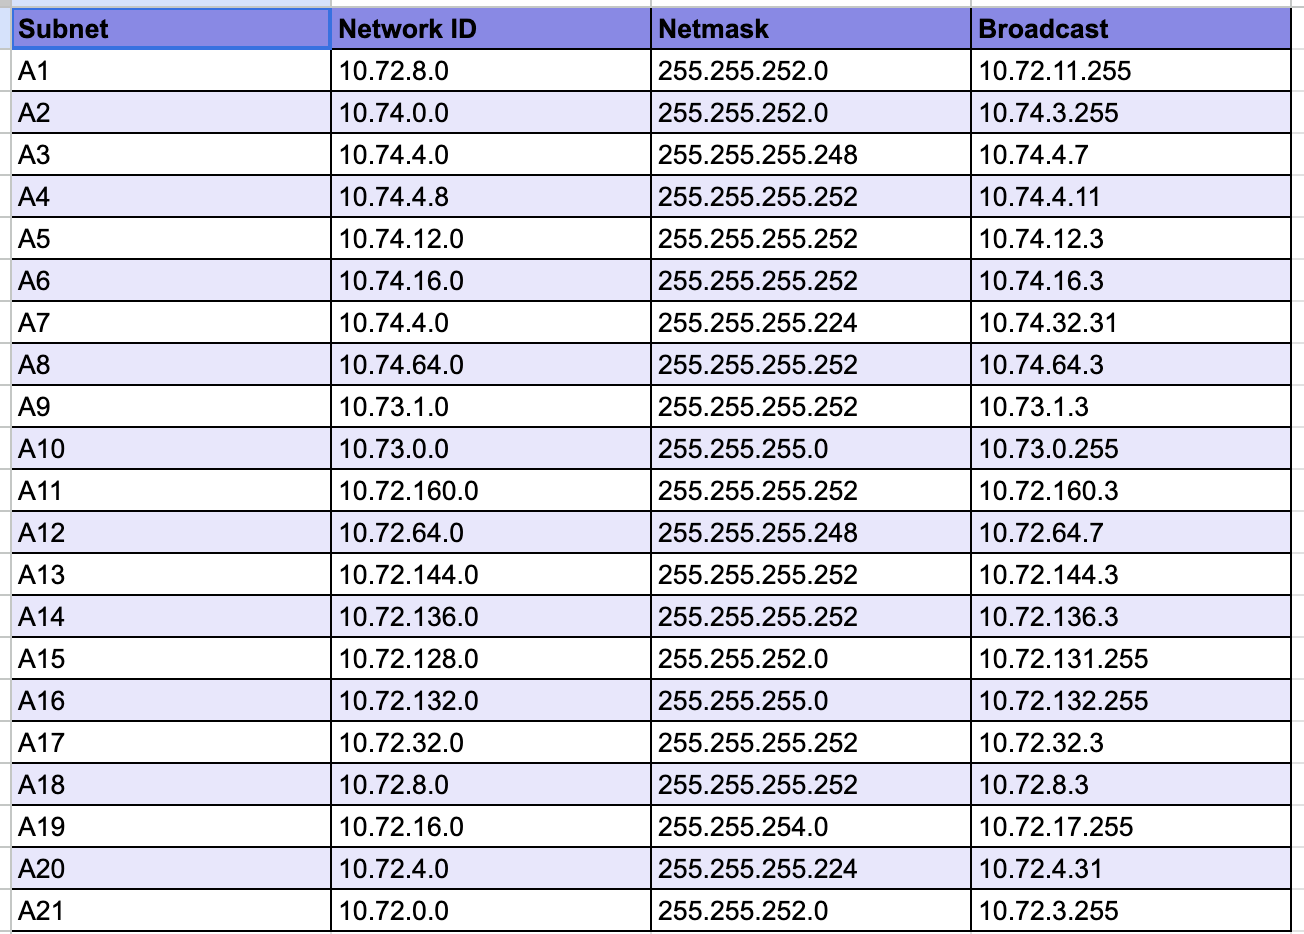 Subnet Network ID Netmask Broadcast
A1 10.72.8.0 255.255.252.0 10.72.11.255
A2 10.74.0.0 255.255.252.0 10.74.3.255
A3 10.74.4.0 255.255.255.248 10.74.4.7
A4 10.74.4.8 255.255.255.252 10.74.4.11
A5 10.74.12.0 255.255.255.252 10.74.12.3
A6 10.74.16.0 255.255.255.252 10.74.16.3
A7 10.74.4.0 255.255.255.224 10.74.32.31
A8 10.74.64.0 255.255.255.252 10.74.64.3
A9 10.73.1.0 255.255.255.252 10.73.1.3
A10 10.73.0.0 255.255.255.0 10.73.0.255
A11 10.72.160.0 255.255.255.252 10.72.160.3
A12 10.72.64.0 255.255.255.248 10.72.64.7
A13 10.72.144.0 255.255.255.252 10.72.144.3
A14 10.72.136.0 255.255.255.252 10.72.136.3
A15 10.72.128.0 255.255.252.0 10.72.131.255
A16 10.72.132.0 255.255.255.0 10.72.132.255
A17 10.72.32.0 255.255.255.252 10.72.32.3
A18 10.72.8.0 255.255.255.252 10.72.8.3
A19 10.72.16.0 255.255.254.0 10.72.17.255
A20 10.72.4.0 255.255.255.224 10.72.4.31
A21 10.72.0.0 255.255.252.0 10.72.3.255